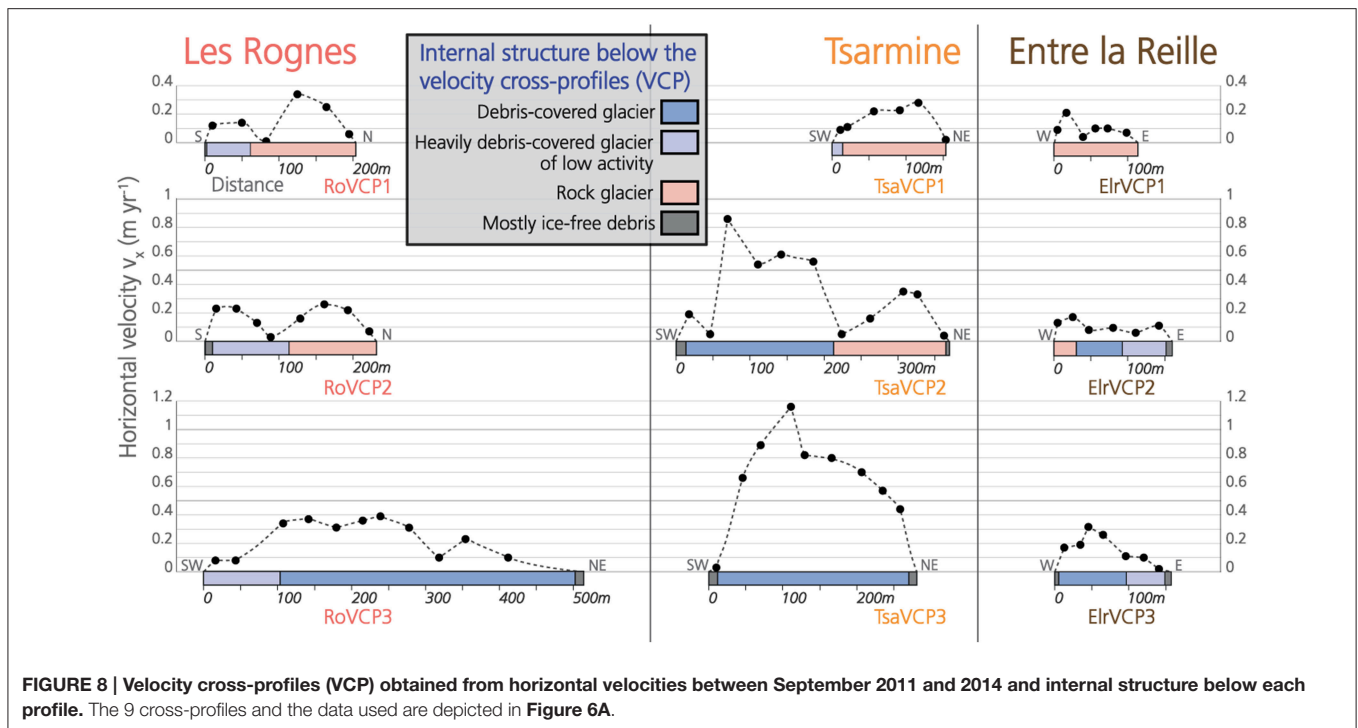 Les Rognes
Tsarmine
Entre la Reille
Internal structure below the
velocity cross-profiles (VCP)
Debris-covered glacier
Heavily debris-covered glacier
of low activity
Rock glacier
Mostly ice-free debris
Horizontal velocity v_x (m yr⁻¹)
0.4
0.2
0
S
N
0
100
200m
Distance
RoVCP1
SW
NE
0
100m
TsaVCP1
0.4
0.2
0
W
E
0
100m
ElrVCP1
1
0.8
0.6
0.4
0.2
0
S
N
0
100
200m
RoVCP2
SW
NE
0
100
200
300m
TsaVCP2
1
0.8
0.6
0.4
0.2
0
W
E
0
100m
ElrVCP2
1.2
1
0.8
0.6
0.4
0.2
0
SW
NE
0
100
200
300
400
500m
RoVCP3
SW
NE
0
100
200m
TsaVCP3
1.2
1
0.8
0.6
0.4
0.2
0
W
E
0
100m
ElrVCP3
FIGURE 8 | Velocity cross-profiles (VCP) obtained from horizontal velocities between September 2011 and 2014 and internal structure below each
profile. The 9 cross-profiles and the data used are depicted in Figure 6A.